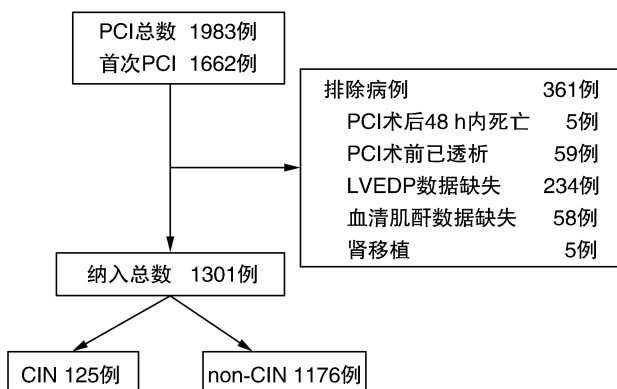 PCI总数 1983例
首次PCI 1662例
排除病例 361例
PCI术后48 h内死亡 5例
PCI术前已透析 59例
LVEDP数据缺失 234例
血清肌酐数据缺失 58例
肾移植 5例
纳入总数 1301例
CIN 125例
non-CIN 1176例